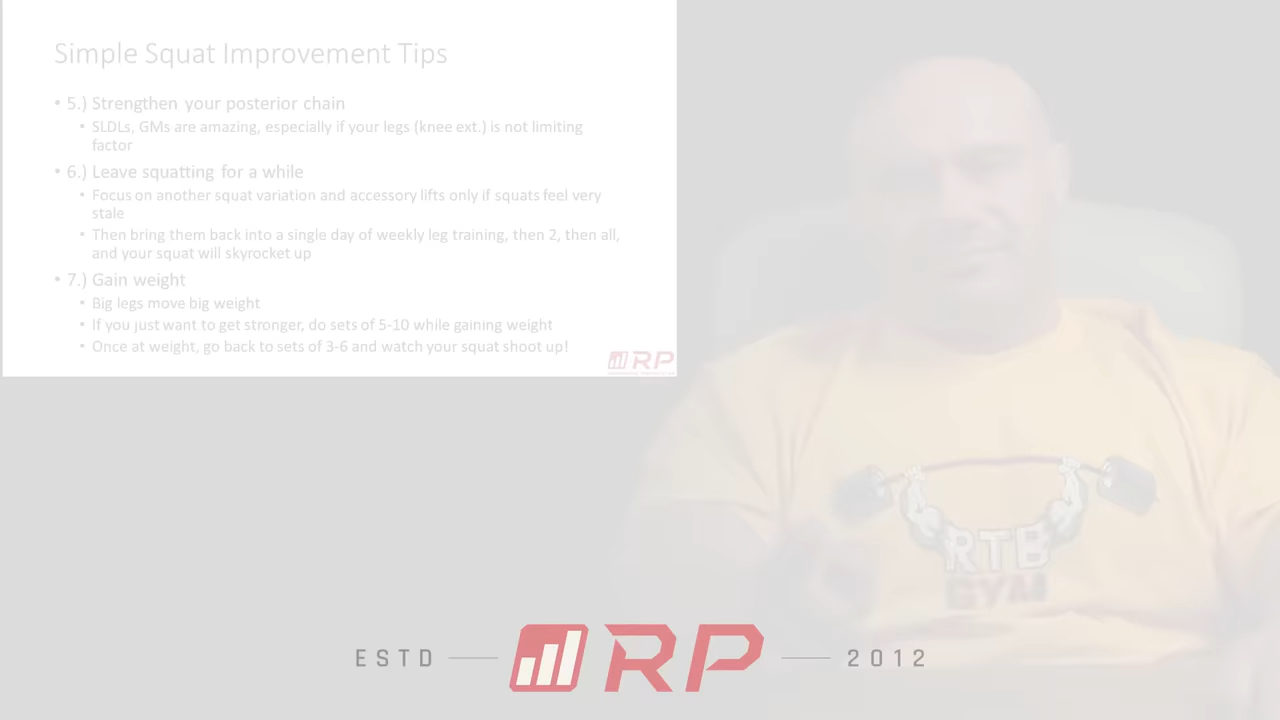 Simple Squat Improvement Tips
• 5.) Strengthen your posterior chain
• SLDLs, GMs are amazing, especially if your legs (knee ext.) is not limiting
factor
• 6.) Leave squatting for a while
• Focus on another squat variation and accessory lifts only if squats feel very
stale
• Then bring them back into a single day of weekly leg training, then 2, then all,
and your squat will skyrocket up
• 7.) Gain weight
• Big legs move big weight
• If you just want to get stronger, do sets of 5-10 while gaining weight
• Once at weight, go back to sets of 3-6 and watch your squat shoot up!
RP
RTB
GYM
ESTD RP 2012